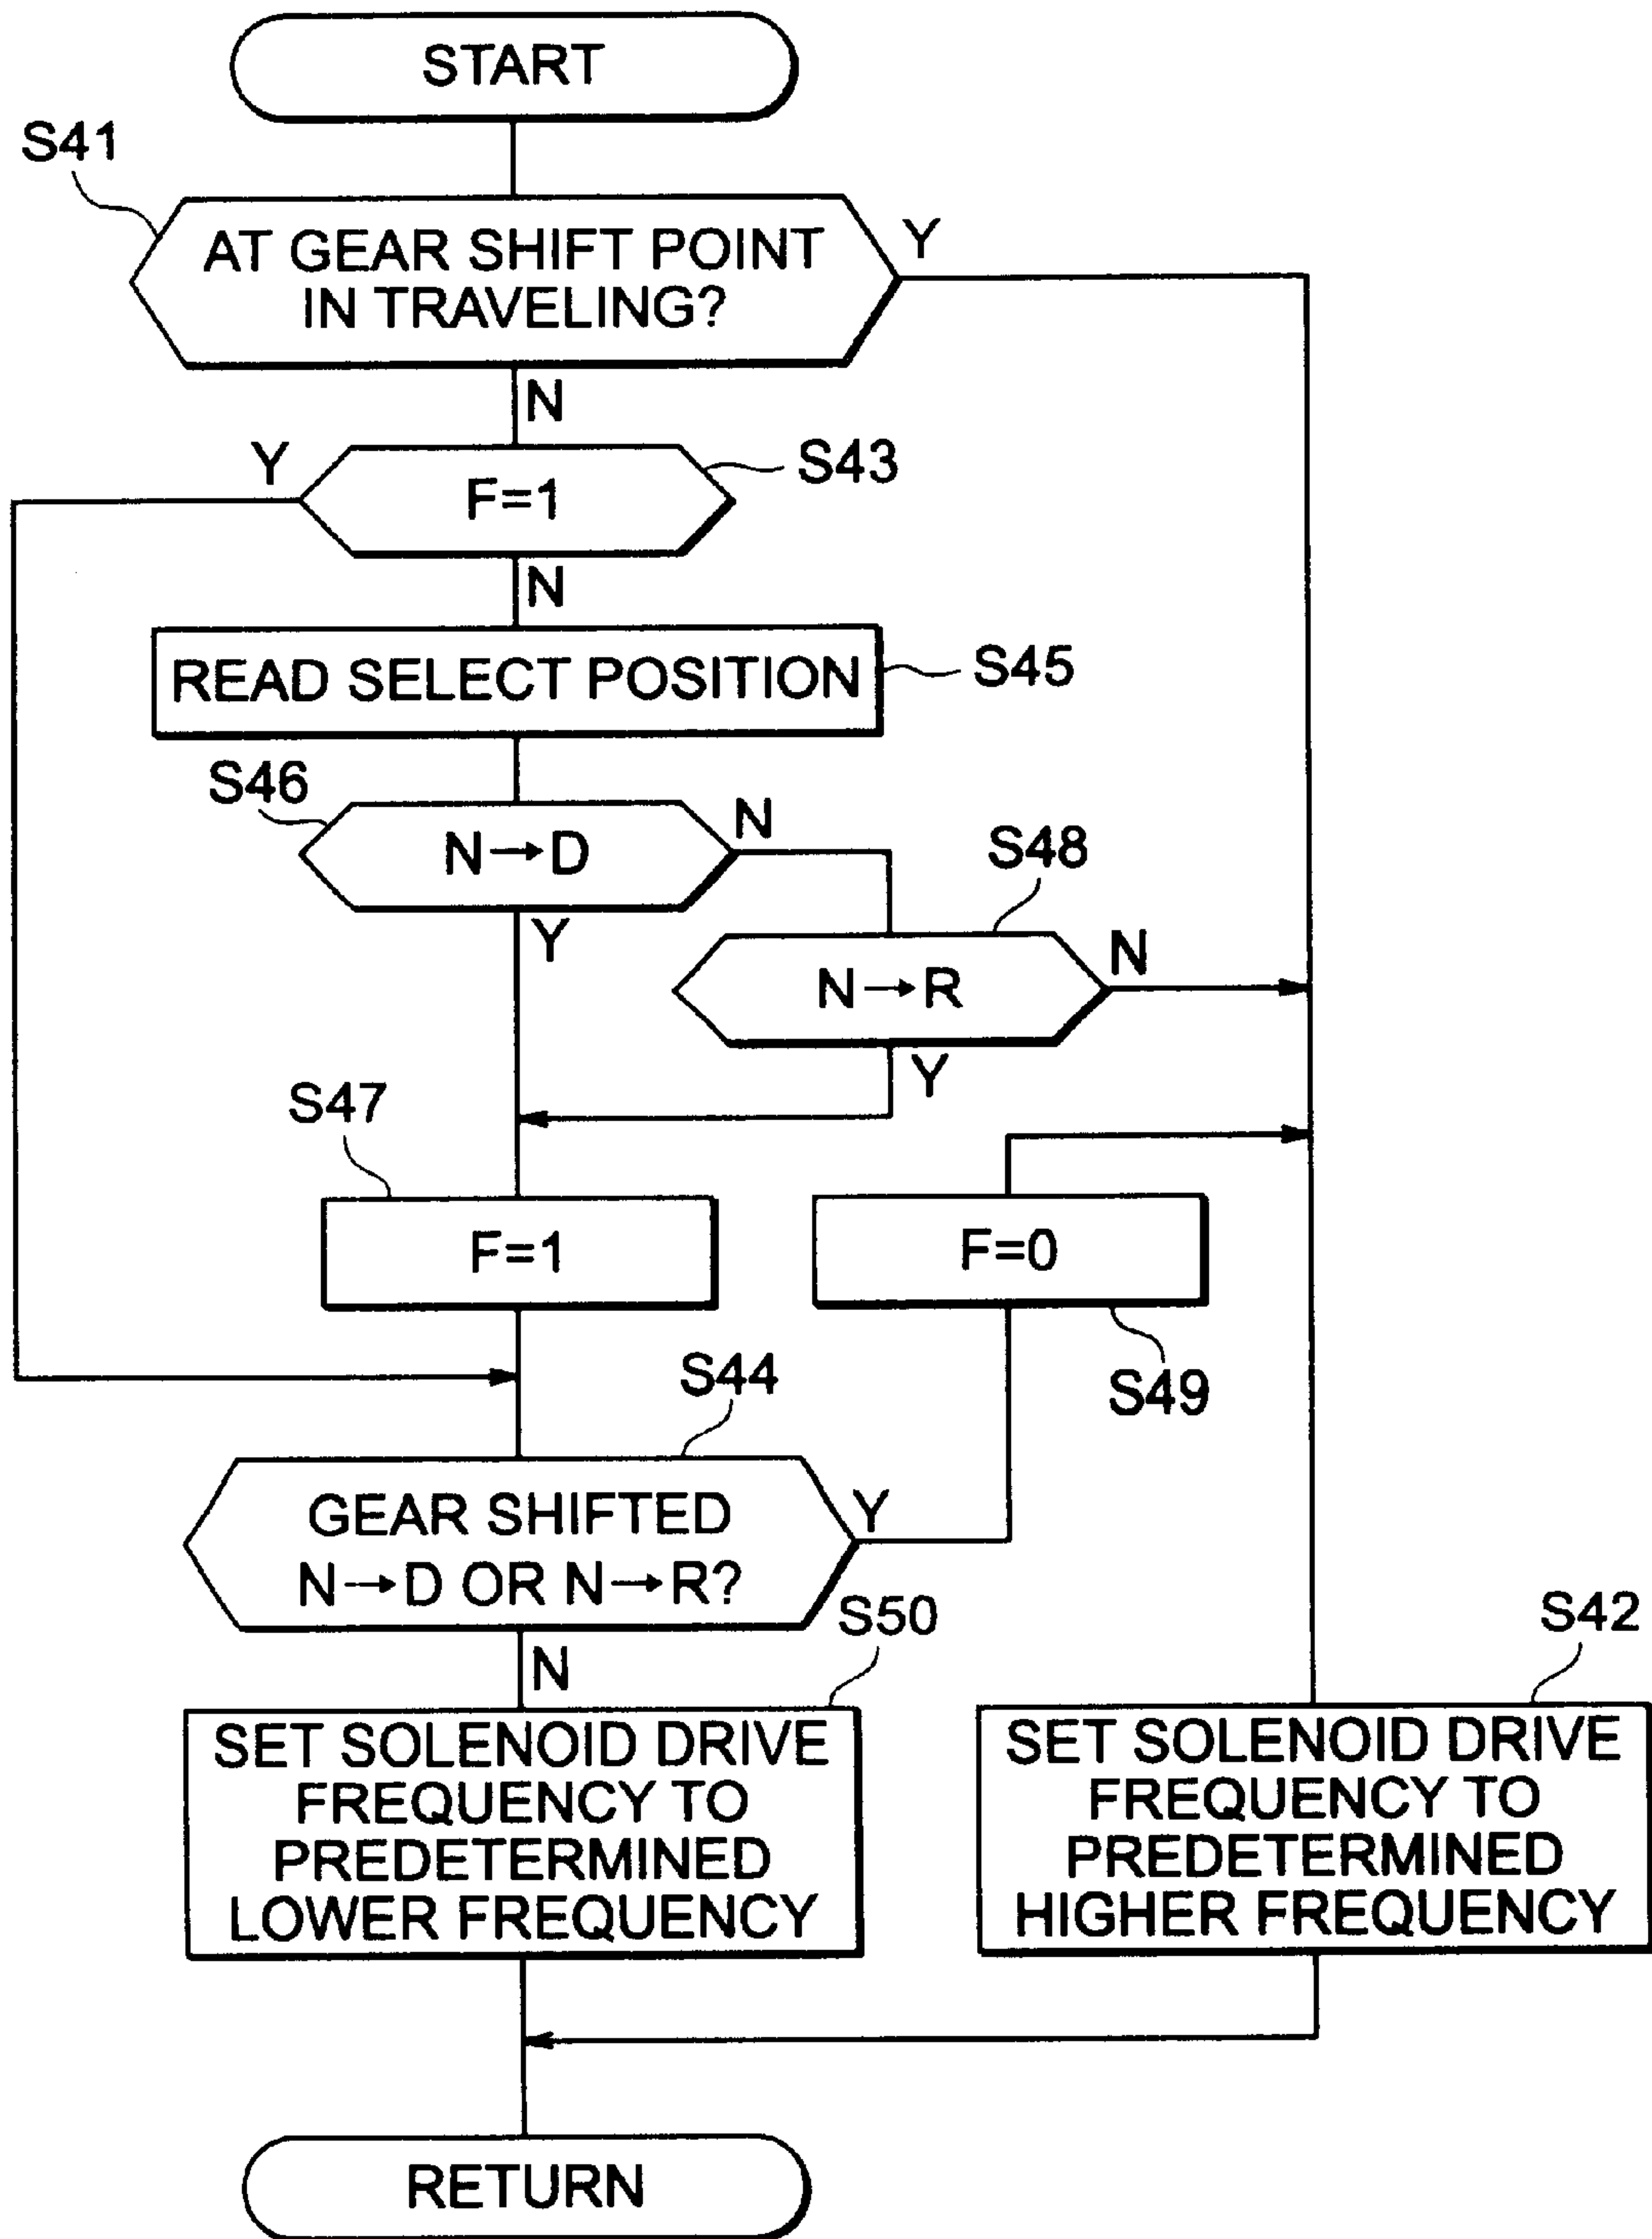 START
S41
AT GEAR SHIFT POINT
IN TRAVELING?
Y
N
Y
S43
F=1
N
READ SELECT POSITION
S45
S46
N→D
N
S48
Y
N→R
N
Y
S47
F=1
F=0
S44
S49
GEAR SHIFTED
N→D OR N→R?
Y
S50
S42
N
SET SOLENOID DRIVE
FREQUENCY TO
PREDETERMINED
LOWER FREQUENCY
SET SOLENOID DRIVE
FREQUENCY TO
PREDETERMINED
HIGHER FREQUENCY
RETURN